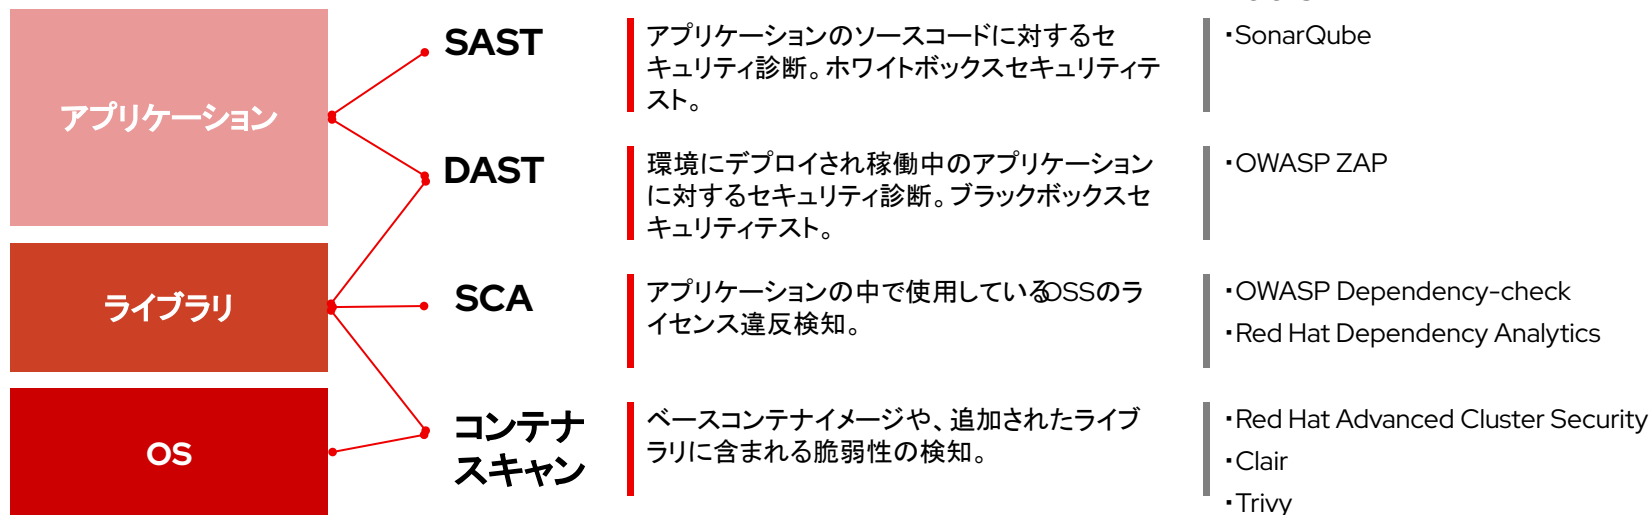 アプリケーション
SAST
アプリケーションのソースコードに対するセ
キュリティ診断。ホワイトボックスセキュリティテ
スト。
・SonarQube
DAST
環境にデプロイされ稼働中のアプリケーション
に対するセキュリティ診断。ブラックボックスセ
キュリティテスト。
・OWASP ZAP
ライブラリ
SCA
アプリケーションの中で使用しているOSSのラ
イセンス違反検知。
・OWASP Dependency-check
・Red Hat Dependency Analytics
OS
コンテナ
スキャン
ベースコンテナイメージや、追加されたライブ
ラリに含まれる脆弱性の検知。
・Red Hat Advanced Cluster Security
・Clair
・Trivy